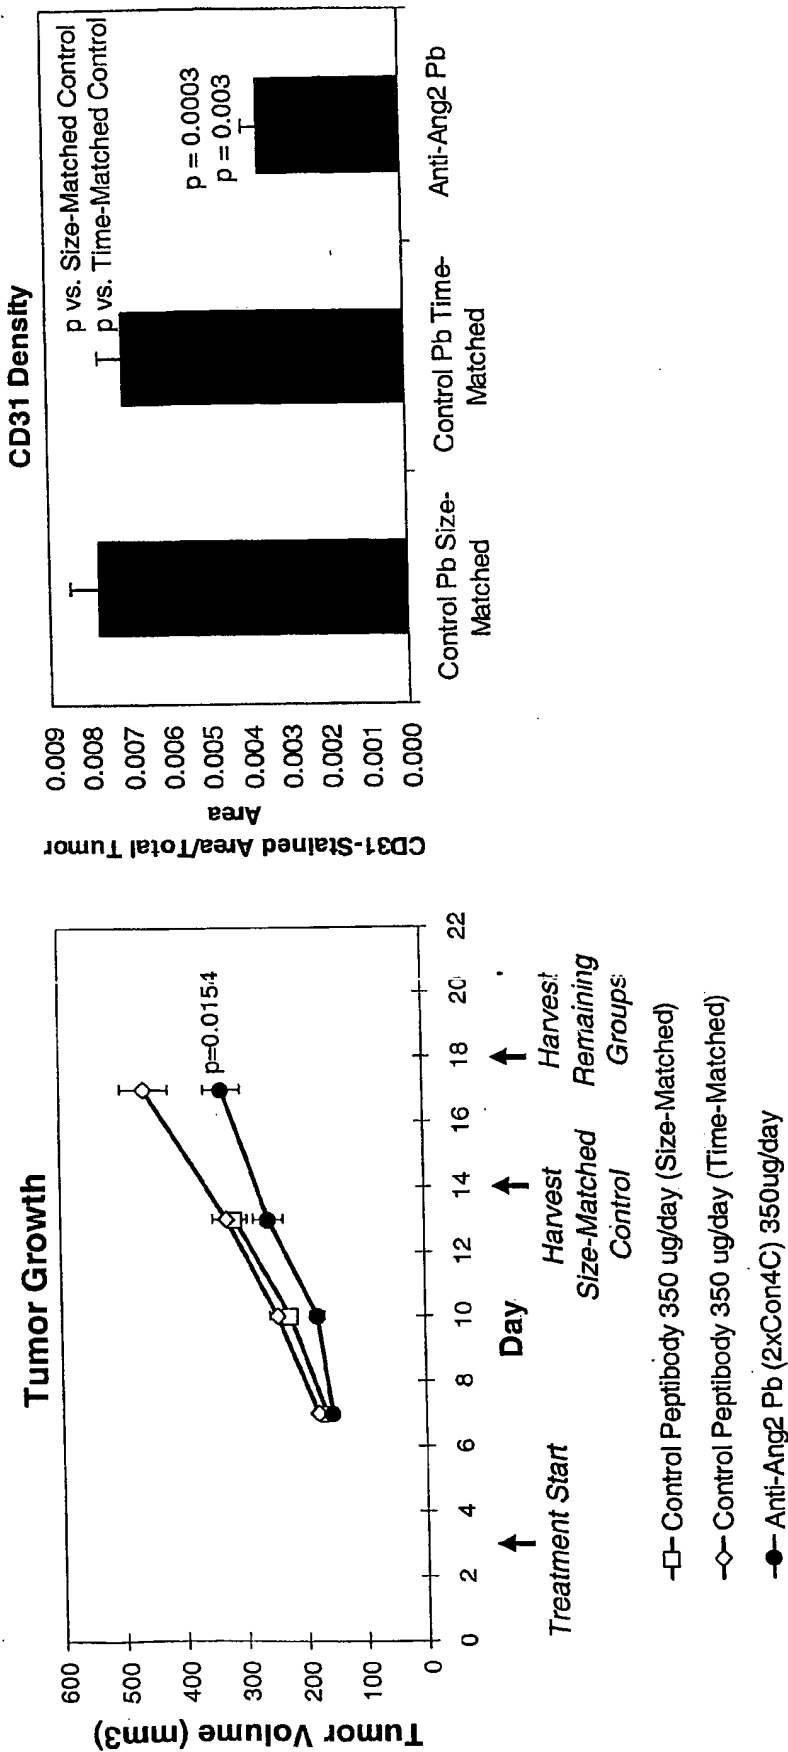 Tumor Growth
Tumor Volume (mm3)
600
500
400
300
200
100
0
p=0.0154
0
2
4
6
8
10
12
14
16
18
20
22
Day
Treatment Start
Harvest
Size-Matched
Control
Harvest
Remaining
Groups
Control Peptibody 350 ug/day (Size-Matched)
Control Peptibody 350 ug/day (Time-Matched)
Anti-Ang2 Pb (2xCon4C) 350ug/day
CD31 Density
CD31-Stained Area/Total Tumor
Area
0.009
0.008
0.007
0.006
0.005
0.004
0.003
0.002
0.001
0.000
p vs. Size-Matched Control
p vs. Time-Matched Control
p = 0.0003
p = 0.003
Control Pb Size-
Matched
Control Pb Time-
Matched
Anti-Ang2 Pb